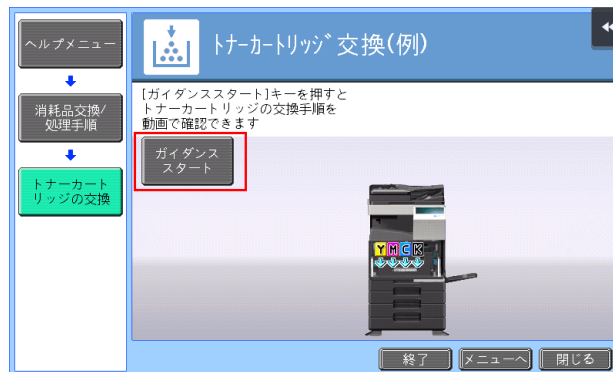 トナーカートリッジ交換(例)
ヘルプメニュー
消耗品交換/
処理手順
トナーカート
リッジの交換
[ガイダンススタート]キーを押すと
トナーカートリッジの交換手順を
動画で確認できます
ガイダンス
スタート
Y M C K
終了
メニューへ
閉じる